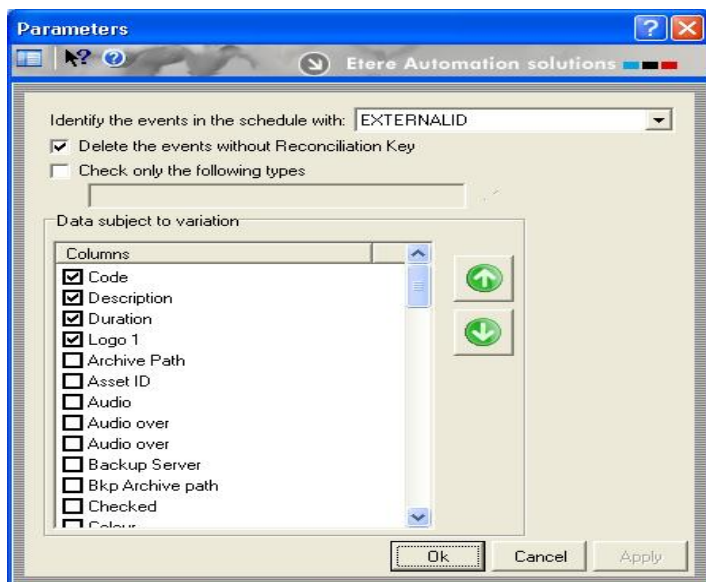 Parameters
Etere Automation solutions
Identify the events in the schedule with: EXTERNALID
Delete the events without Reconciliation Key
Check only the following types
Data subject to variation
Columns
Code
Description
Duration
Logo 1
Archive Path
Asset ID
Audio
Audio over
Audio over
Backup Server
Bkp Archive path
Checked
Colour
Ok Cancel Apply